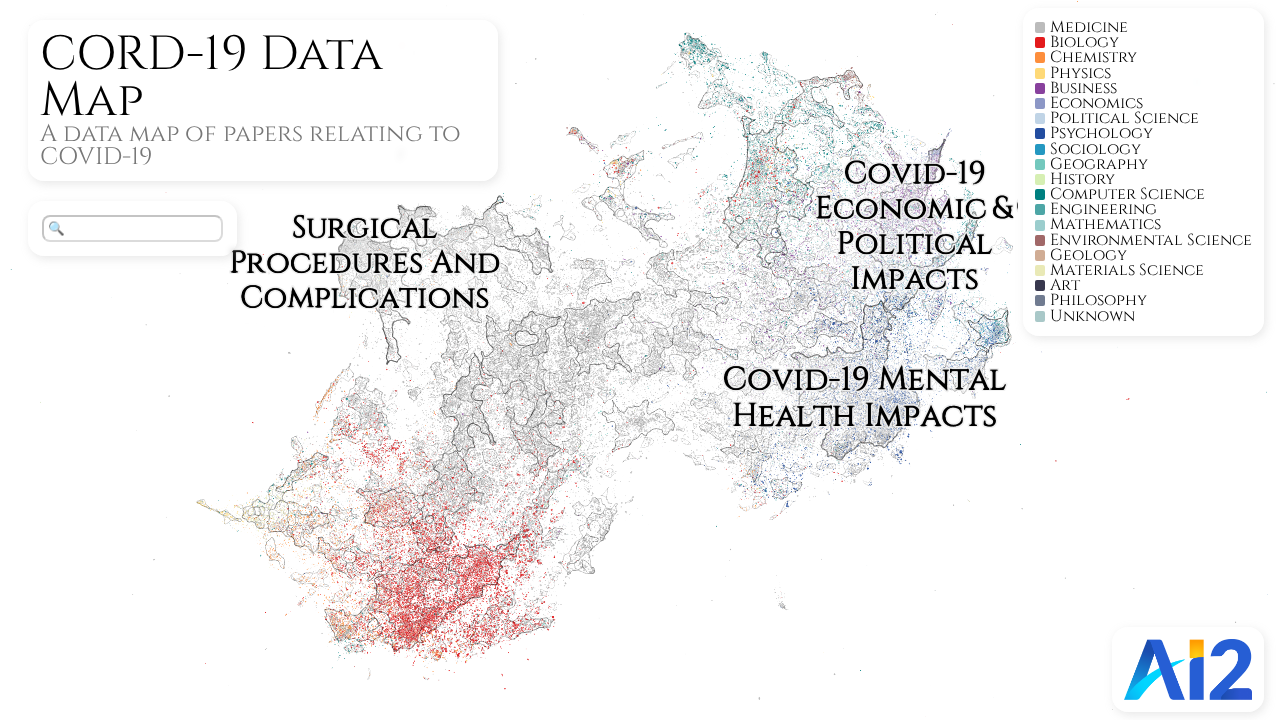 CORD-19 Data
Map
A data map of papers relating to
COVID-19
Surgical
Procedures And
Complications
Covid-19
Economic &
Political
Impacts
Covid-19 Mental
Health Impacts
Medicine
Biology
Chemistry
Physics
Business
Economics
Political Science
Psychology
Sociology
Geography
History
Computer Science
Engineering
Mathematics
Environmental Science
Geology
Materials Science
Art
Philosophy
Unknown
Ai2